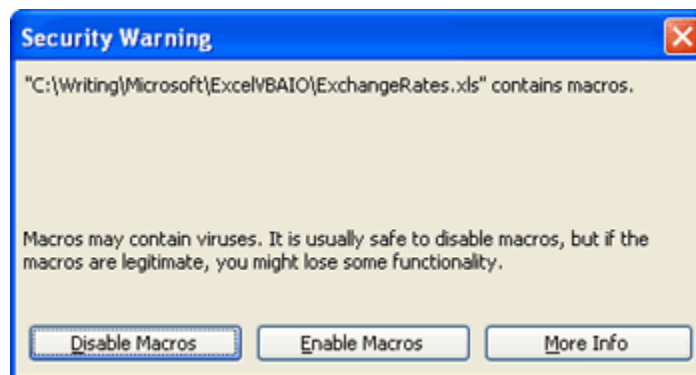 Security Warning
"C:\Writing\Microsoft\ExcelVBAIO\ExchangeRates.xls" contains macros.
Macros may contain viruses. It is usually safe to disable macros, but if the
macros are legitimate, you might lose some functionality.
Disable Macros
Enable Macros
More Info